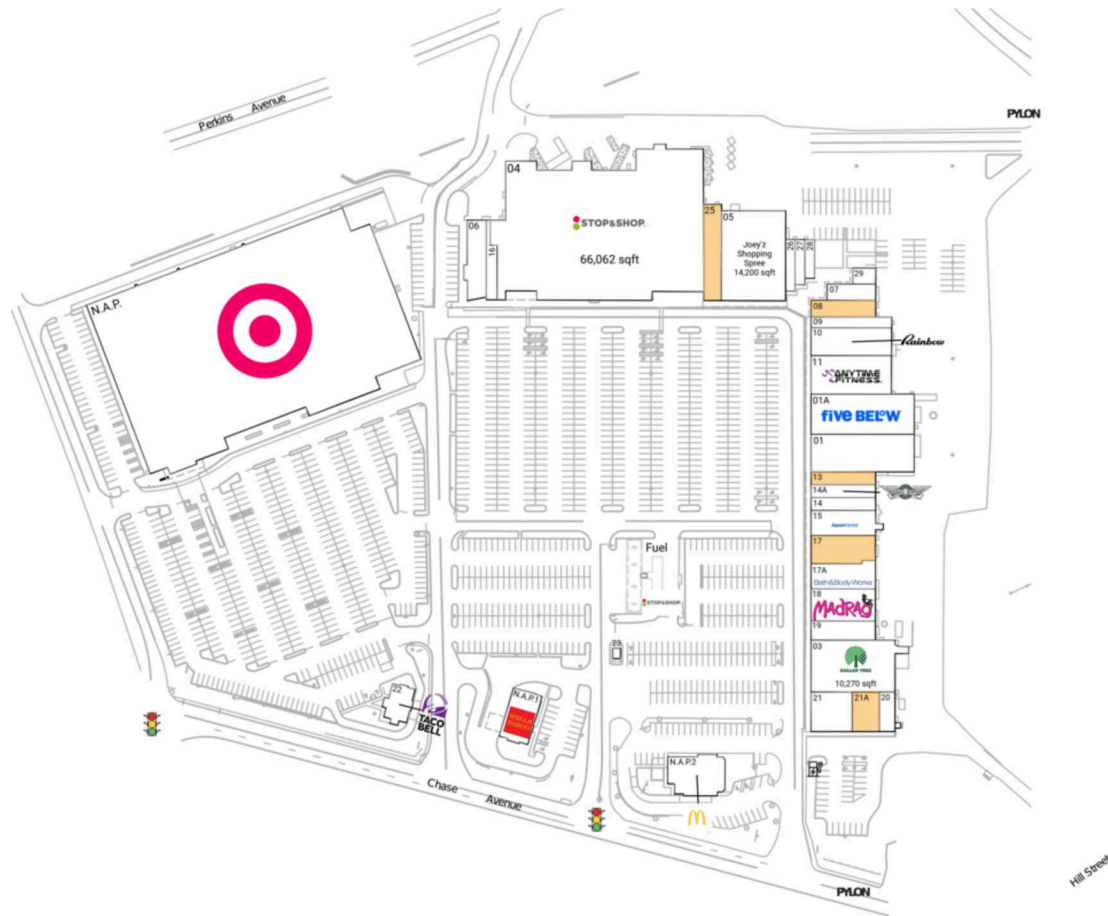 Perkins Avenue
PYLON
04
STOP&SHOP
66,062 sqft
06
16
25
05
Joey'z
Shopping
Spree
14,200 sqft
26
27
28
29
07
08
09
10
Rainbow
11
ANYTIME
FITNESS
01A
five BEL°W
01
13
14A
14
15
17
17A
Bath&BodyWorks
18
MADRAG
19
03
DOLLAR TREE
10,270 sqft
21
21A
20
N.A.P.
Fuel
STOP&SHOP
23
22
TACO
BELL
N.A.P.1
WELLS
FARGO
N.A.P.2
Chase Avenue
PYLON
Hill Street